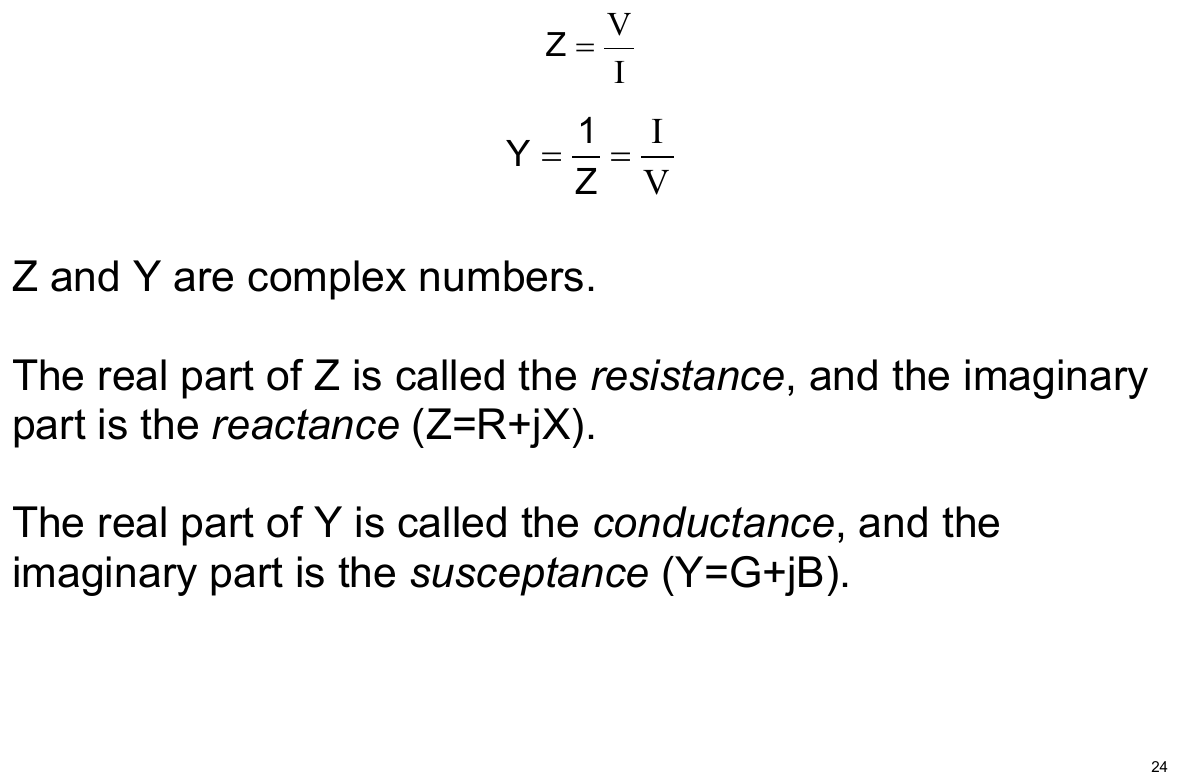 Z = V/I
Y = 1/Z = I/V
Z and Y are complex numbers.
The real part of Z is called the resistance, and the imaginary
part is the reactance (Z=R+jX).
The real part of Y is called the conductance, and the
imaginary part is the susceptance (Y=G+jB).
24